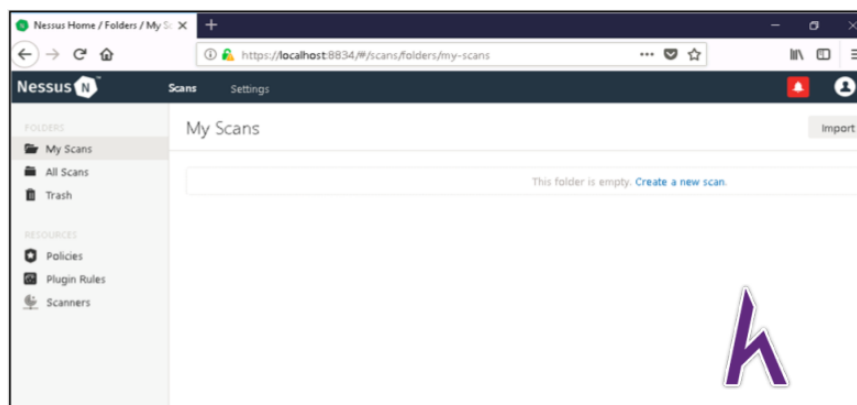 Nessus Home / Folders / My Sc
https://localhost:8834/#/scans/folders/my-scans
Nessus N
Scans
Settings
FOLDERS
My Scans
All Scans
Trash
RESOURCES
Policies
Plugin Rules
Scanners
My Scans
Import
This folder is empty. Create a new scan.